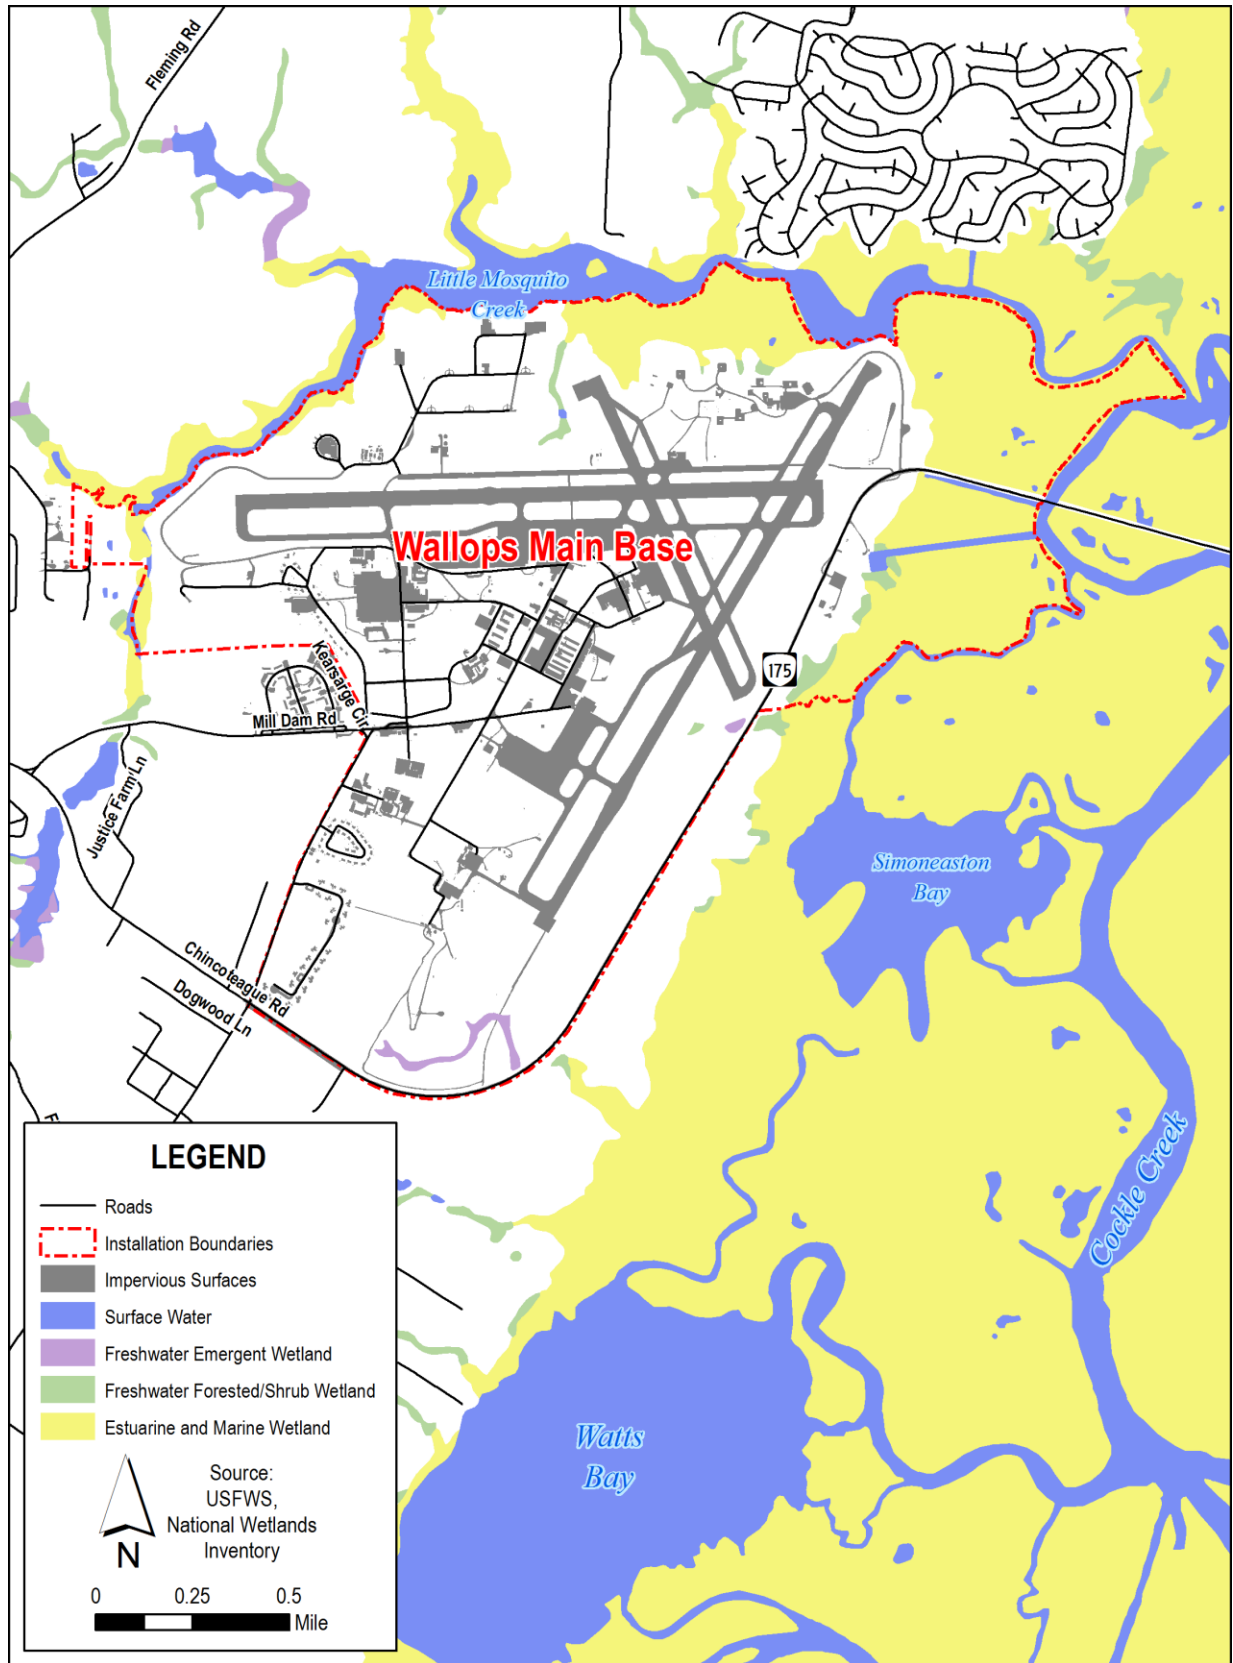 Fleming Rd
Little Mosquito
Creek
Wallops Main Base
175
Kearsarge Cir
Mill Dam Rd
Justice Farm Ln
Simoneaston
Bay
Chincoteague Rd
Dogwood Ln
Cockle Creek
Watts
Bay
LEGEND
Roads
Installation Boundaries
Impervious Surfaces
Surface Water
Freshwater Emergent Wetland
Freshwater Forested/Shrub Wetland
Estuarine and Marine Wetland
Source:
USFWS,
National Wetlands
Inventory
N
0 0.25 0.5
Mile